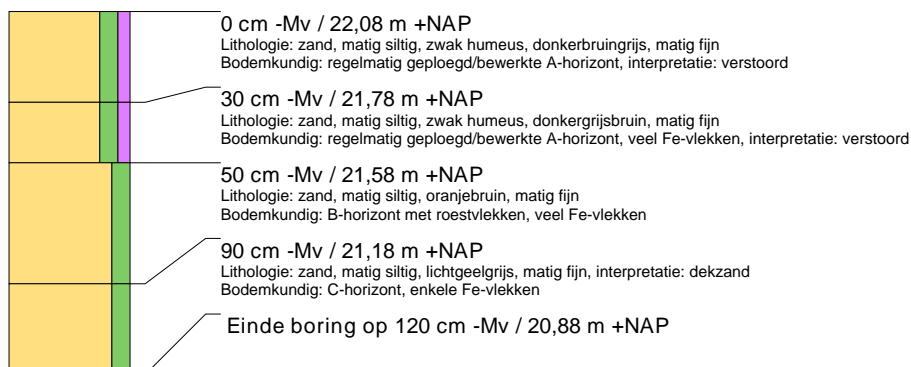 0 cm -Mv / 22,08 m +NAP
Lithologie: zand, matig siltig, zwak humeus, donkerbruingrijs, matig fijn
Bodemkundig: regelmatig geploegd/bewerkte A-horizont, interpretatie: verstoord
30 cm -Mv / 21,78 m +NAP
Lithologie: zand, matig siltig, zwak humeus, donkergrijsbruin, matig fijn
Bodemkundig: regelmatig geploegd/bewerkte A-horizont, veel Fe-vlekken, interpretatie: verstoord
50 cm -Mv / 21,58 m +NAP
Lithologie: zand, matig siltig, oranjebruin, matig fijn
Bodemkundig: B-horizont met roestvlekken, veel Fe-vlekken
90 cm -Mv / 21,18 m +NAP
Lithologie: zand, matig siltig, lichtgeelgrijs, matig fijn, interpretatie: dekzand
Bodemkundig: C-horizont, enkele Fe-vlekken
Einde boring op 120 cm -Mv / 20,88 m +NAP